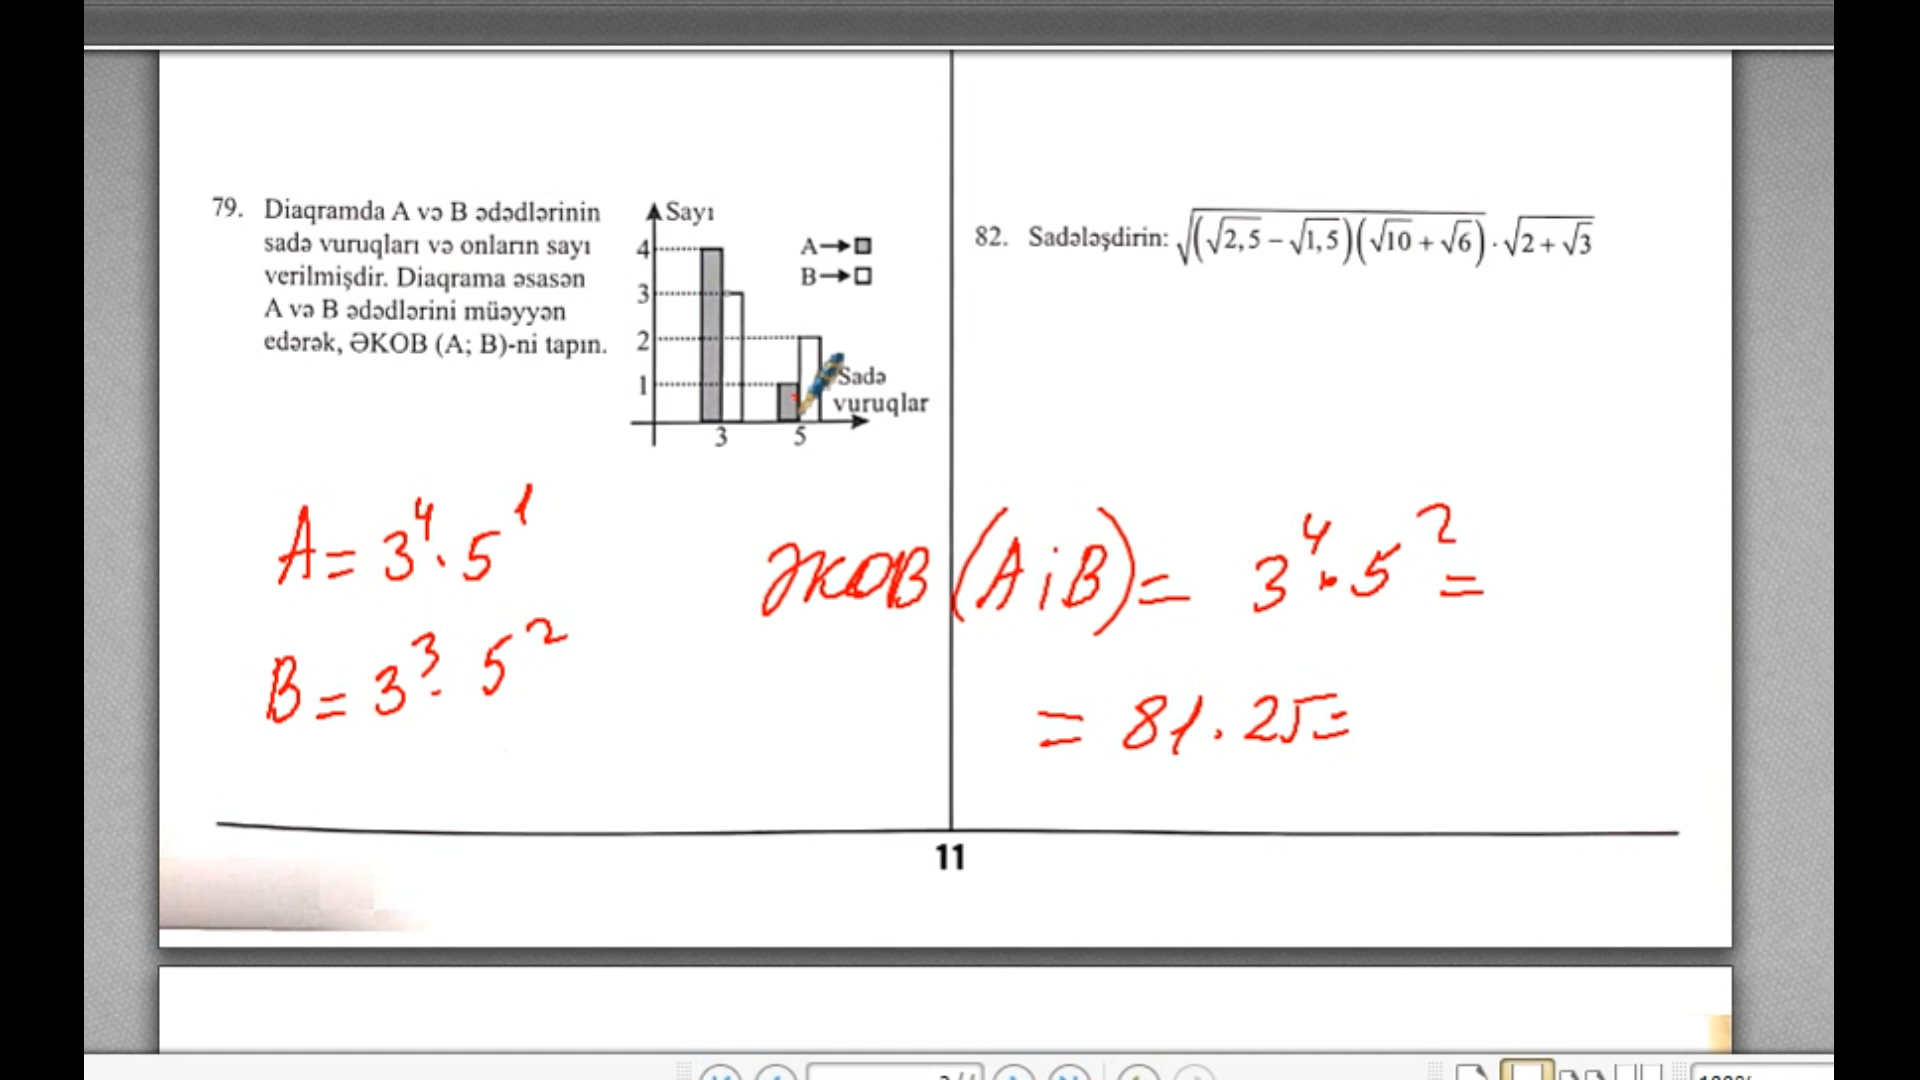 79. Diaqramda A və B ədədlərinin
sadə vuruqları və onların sayı
verilmişdir. Diaqrama əsasən
A və B ədədlərini müəyyən
edərək, ƏKOB (A; B)-ni tapın.
Sayı
4
3
2
1
A→
B→
Sadə
vuruqlar
3 5
82. Sadələşdirin: √((√2,5 − √1,5)(√10 + √6)) · √(2 + √3)
A = 3⁴ · 5¹
B = 3³ · 5²
ƏKOB (A; B) = 3⁴ · 5² =
= 81 · 25 =
11